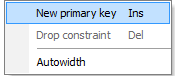 New primary key Ins
Drop constraint Del
Autowidth